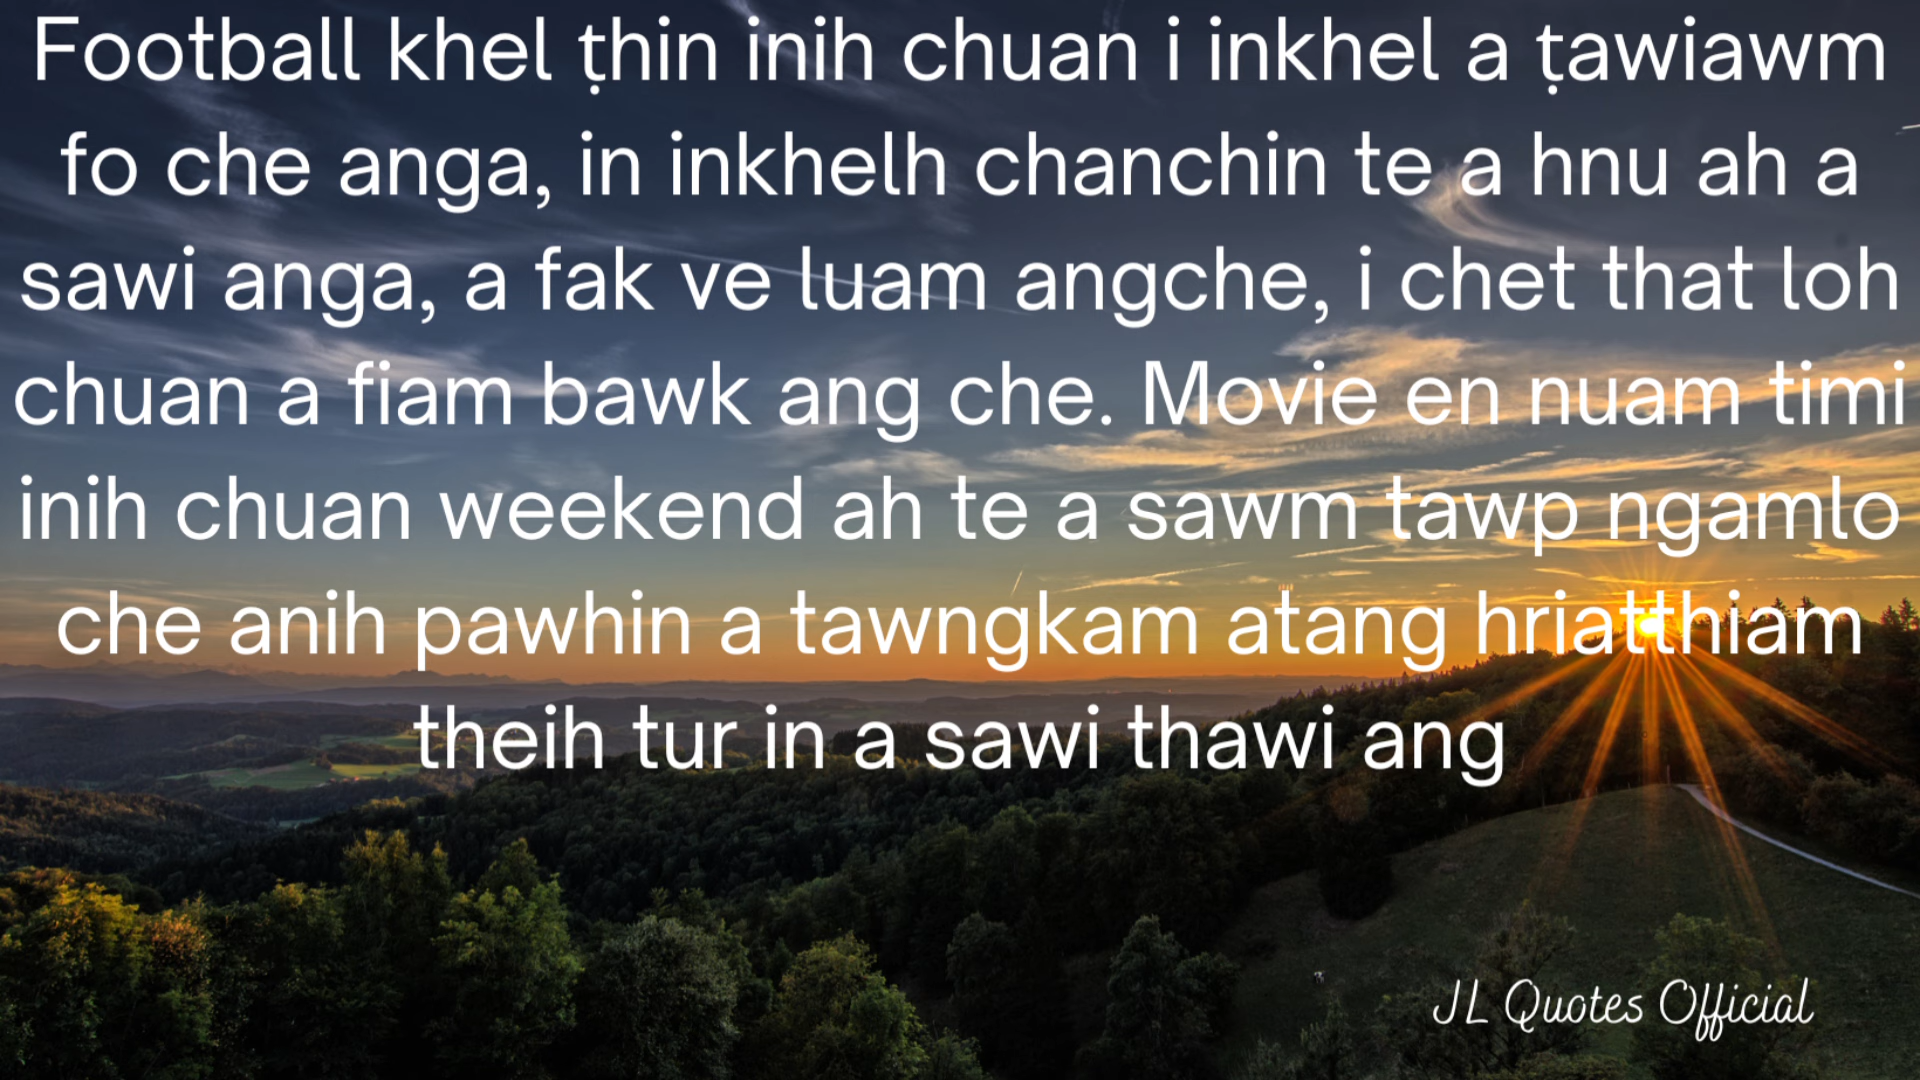 Football khel ṭhin inih chuan i inkhel a ṭawiawm
fo che anga, in inkhelh chanchin te a hnu ah a
sawi anga, a fak ve luam angche, i chet that loh
chuan a fiam bawk ang che. Movie en nuam timi
inih chuan weekend ah te a sawm tawp ngamlo
che anih pawhin a tawngkam atang hriatthiam
theih tur in a sawi thawi ang
JL Quotes Official